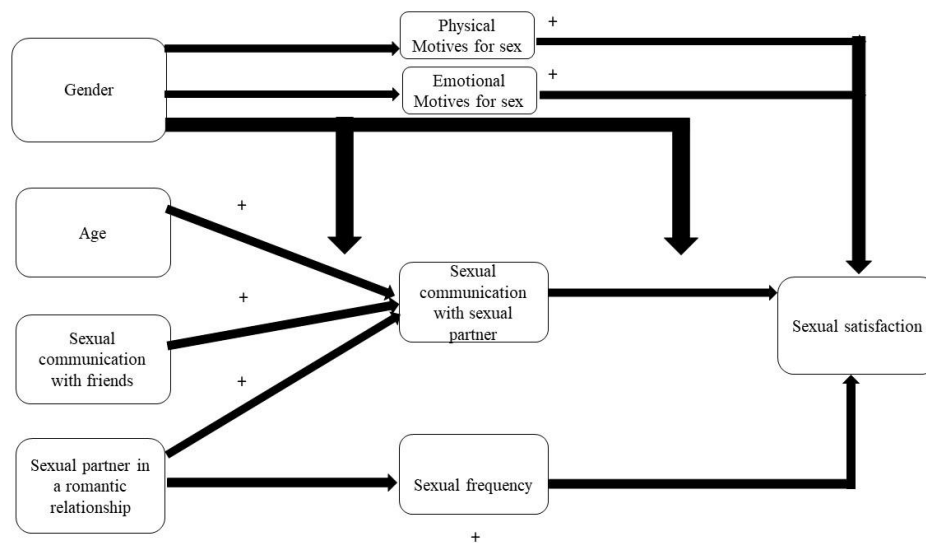 Physical
Motives for sex
+
Gender
Emotional
Motives for sex
+
Age
+
Sexual
communication
with sexual
partner
+
Sexual
communication
with friends
+
Sexual satisfaction
Sexual partner in
a romantic
relationship
Sexual frequency
+